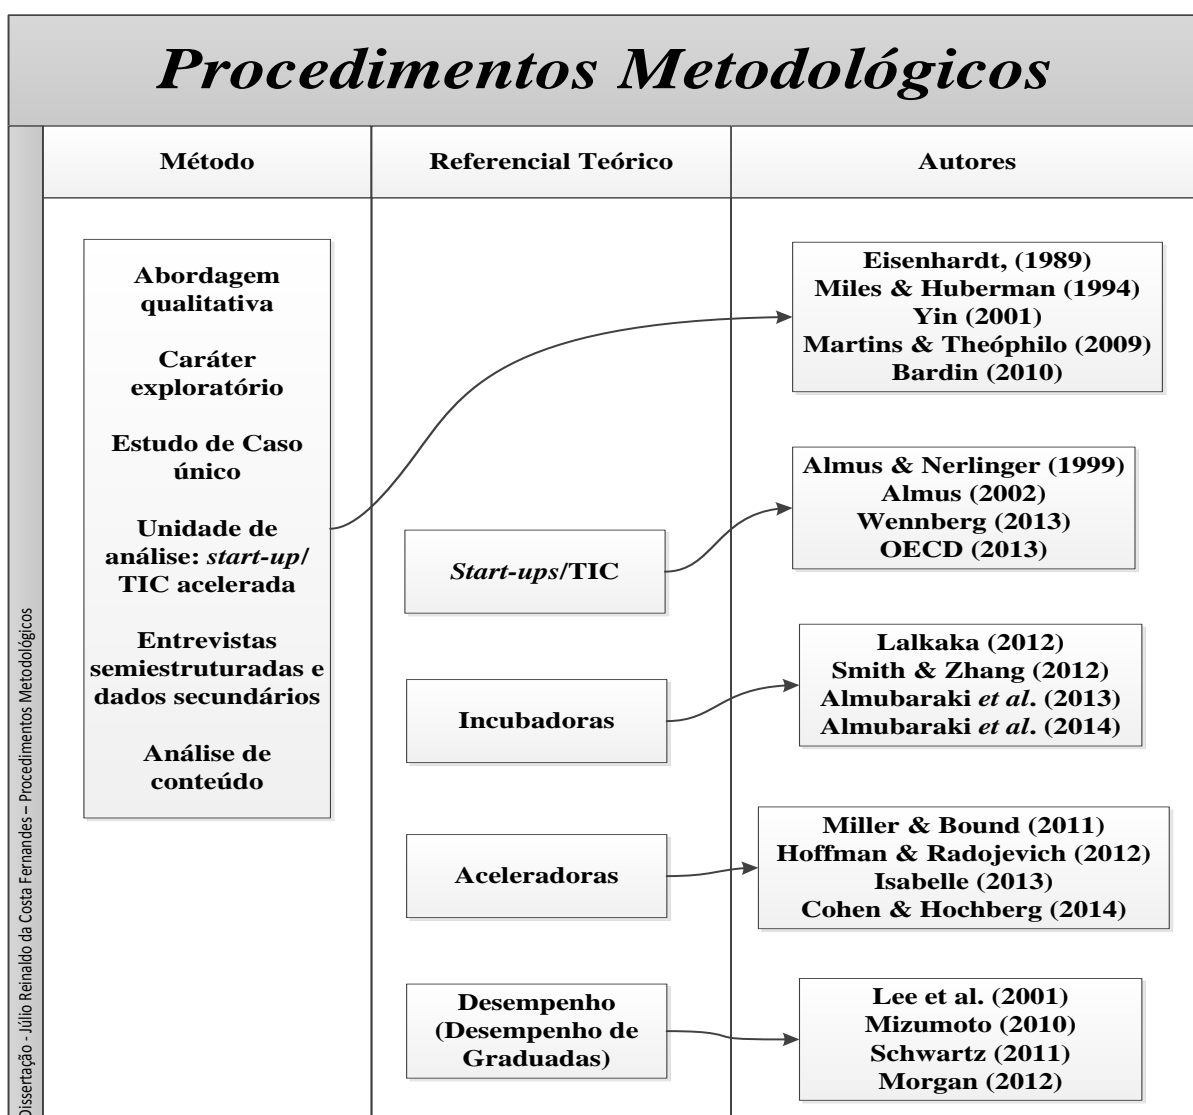 Procedimentos Metodológicos
Método
Referencial Teórico
Autores
Abordagem
qualitativa
Caráter
exploratório
Estudo de Caso
único
Unidade de
análise: start-up/
TIC acelerada
Entrevistas
semiestruturadas e
dados secundários
Análise de
conteúdo
Eisenhardt, (1989)
Miles & Huberman (1994)
Yin (2001)
Martins & Theóphilo (2009)
Bardin (2010)
Start-ups/TIC
Almus & Nerlinger (1999)
Almus (2002)
Wennberg (2013)
OECD (2013)
Incubadoras
Lalkaka (2012)
Smith & Zhang (2012)
Almubaraki et al. (2013)
Almubaraki et al. (2014)
Aceleradoras
Miller & Bound (2011)
Hoffman & Radojevich (2012)
Isabelle (2013)
Cohen & Hochberg (2014)
Desempenho
(Desempenho de
Graduadas)
Lee et al. (2001)
Mizumoto (2010)
Schwartz (2011)
Morgan (2012)
Dissertação - Júlio Reinaldo da Costa Fernandes – Procedimentos Metodológicos